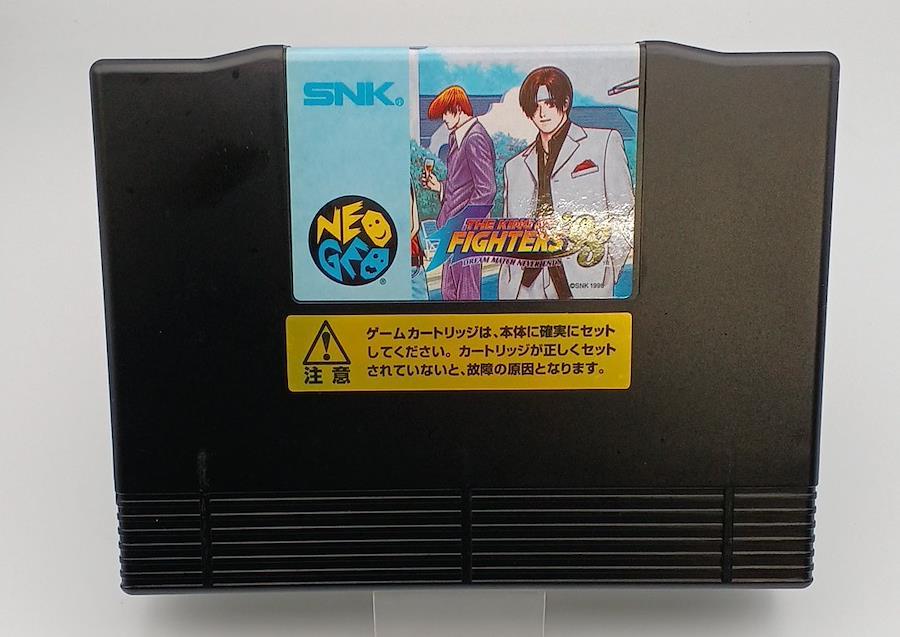 SNK®
NEO
GEO®
THE KING OF
FIGHTERS '98
DREAM MATCH NEVER ENDS
©SNK 1998
注意
ゲームカートリッジは、本体に確実にセット
してください。カートリッジが正しくセット
されていないと、故障の原因となります。